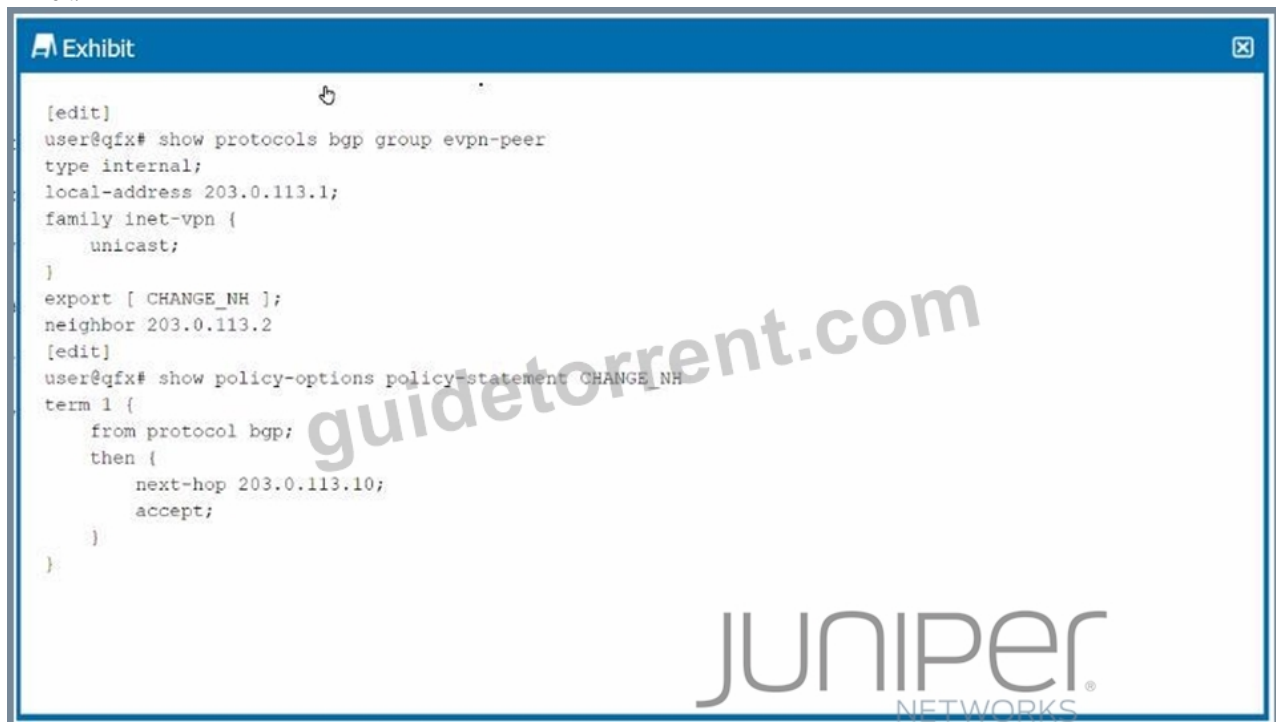 Exhibit
[edit]
user@qfx# show protocols bgp group evpn-peer
type internal;
local-address 203.0.113.1;
family inet-vpn {
    unicast;
}
export [ CHANGE_NH ];
neighbor 203.0.113.2
[edit]
user@qfx# show policy-options policy-statement CHANGE_NH
term 1 {
    from protocol bgp;
    then {
        next-hop 203.0.113.10;
        accept;
    }
}
guidetorrent.com
JUNIPER
NETWORKS